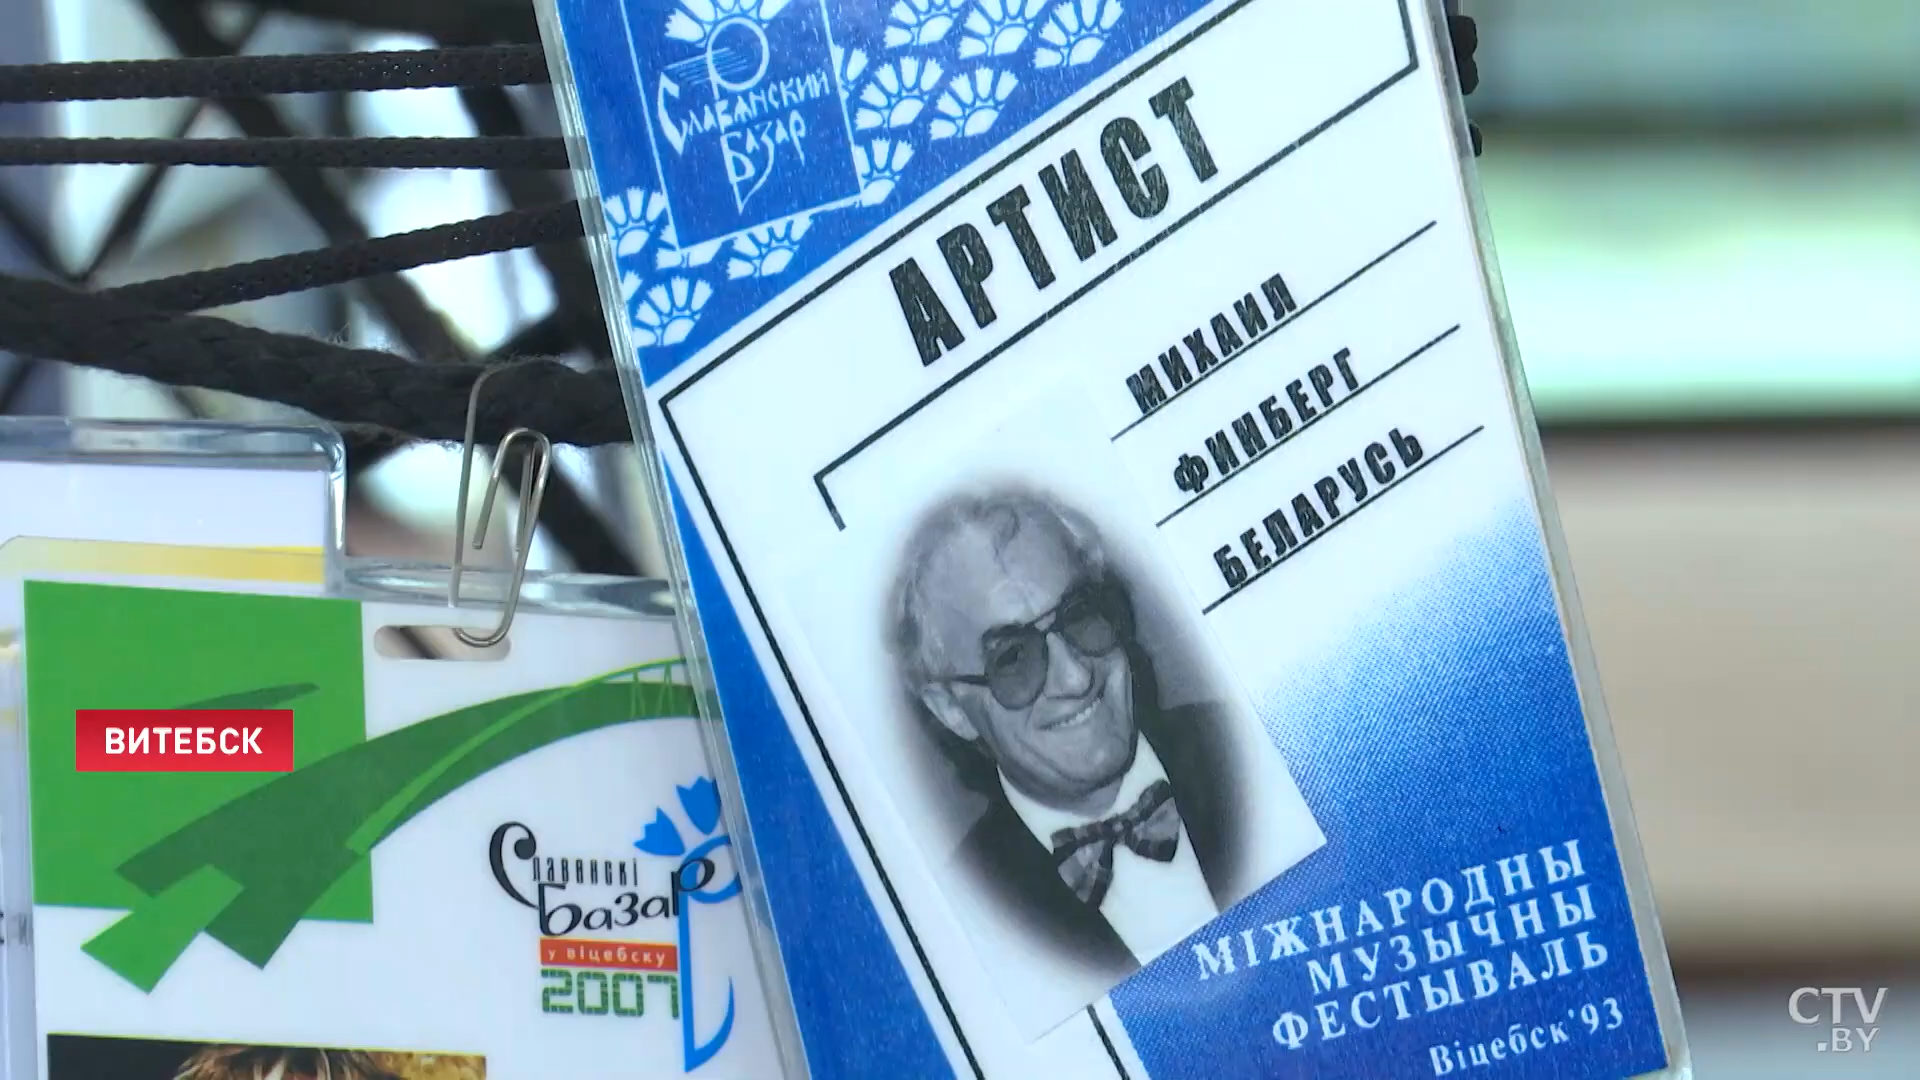 Славянский
Базар
АРТИСТ
МИХАИЛ
ФИНБЕРГ
БЕЛАРУСЬ
МІЖНАРОДНЫ
МУЗЫЧНЫ
ФЕСТЫВАЛЬ
Віцебск'93
ВИТЕБСК
Славянскі
базар
у віцебску
2007
CTV
.BY